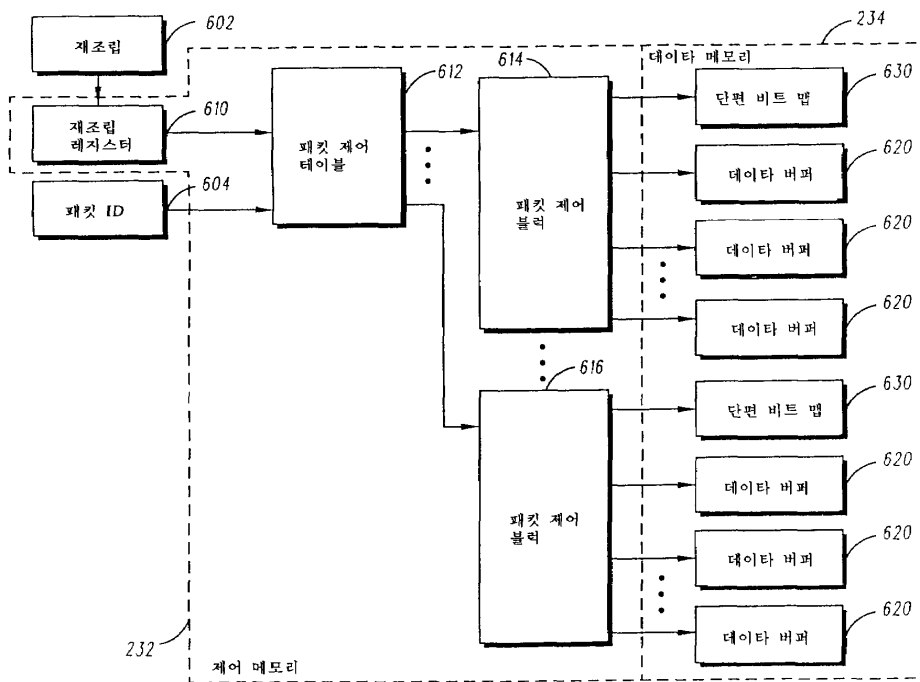 602
재조립
234
614
데이타 메모리
612
630
610
단편 비트 맵
재조립
레지스터
패킷 제어
테이블
620
604
데이타 버퍼
패킷 ID
패킷 제어
블럭
620
데이타 버퍼
620
데이타 버퍼
616
630
단편 비트 맵
620
데이타 버퍼
패킷 제어
블럭
620
데이타 버퍼
620
데이타 버퍼
232
제어 메모리